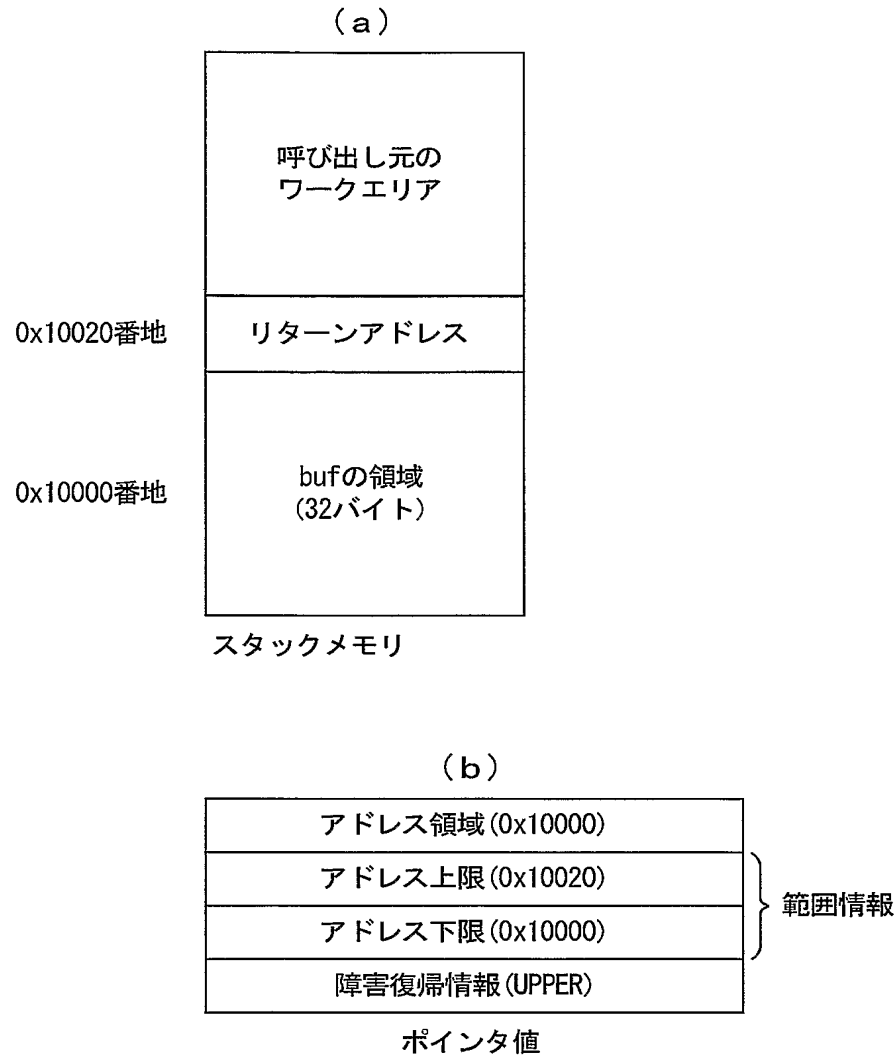 (a)
呼び出し元の
ワークエリア
0x10020番地
リターンアドレス
0x10000番地
bufの領域
(32バイト)
スタックメモリ
(b)
アドレス領域(0x10000)
アドレス上限(0x10020)
アドレス下限(0x10000)
範囲情報
障害復帰情報(UPPER)
ポインタ値